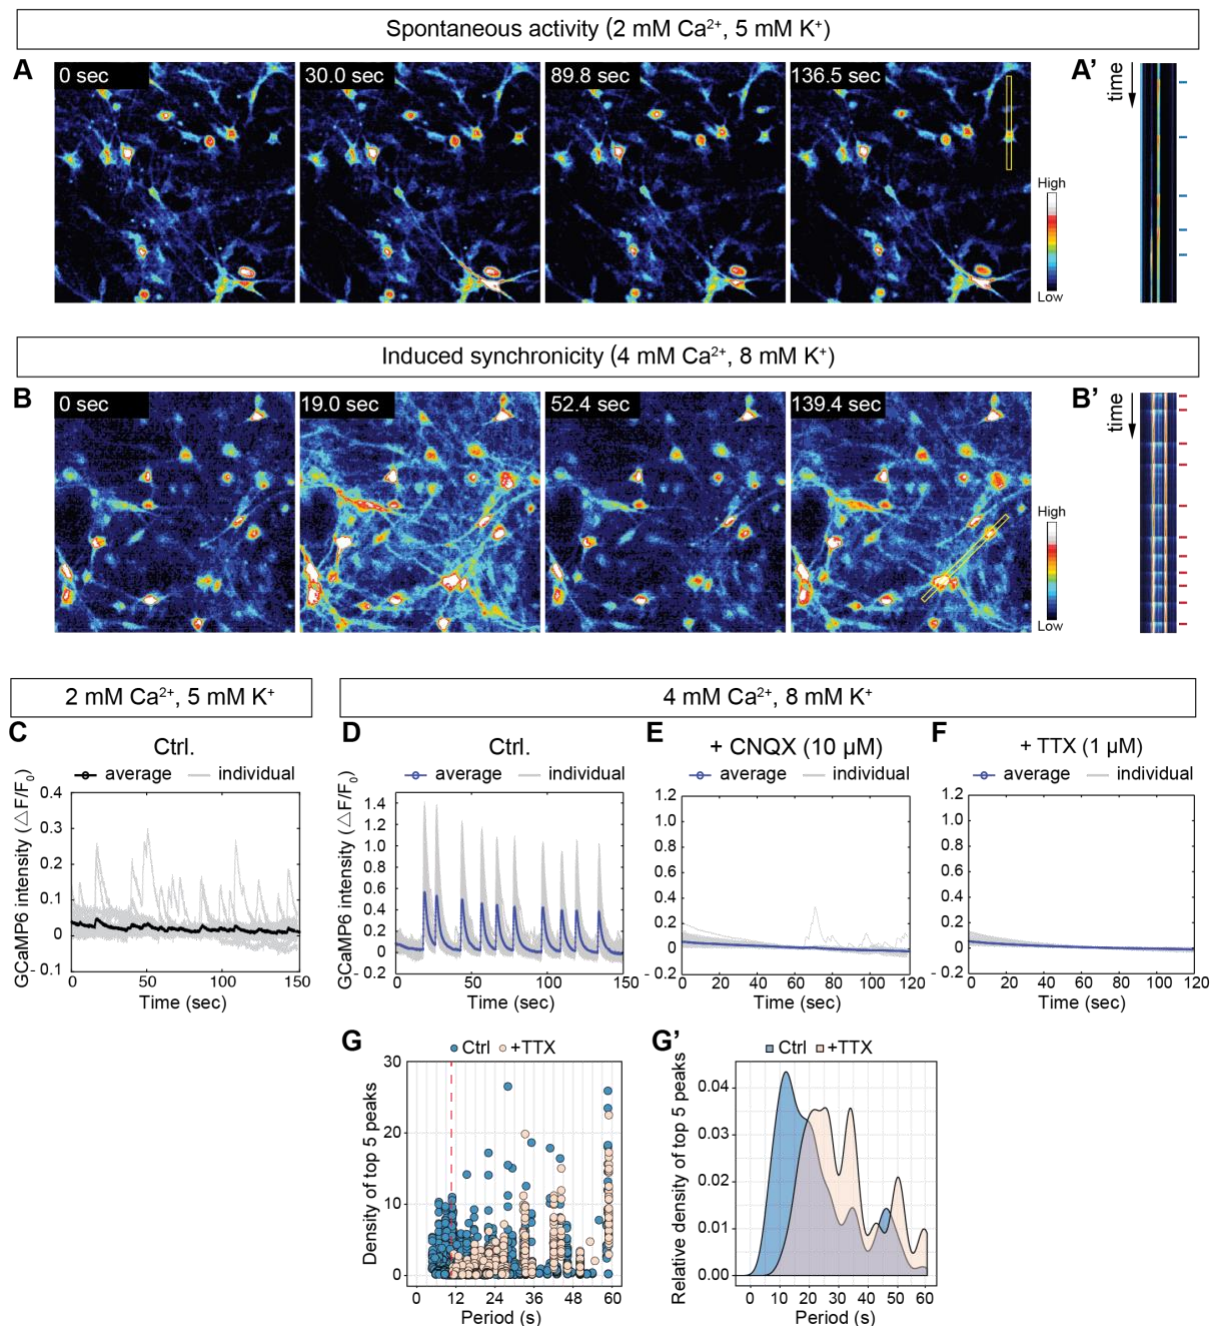 Spontaneous activity (2 mM Ca²⁺, 5 mM K⁺)
A
0 sec
30.0 sec
89.8 sec
136.5 sec
High
Low
A'
time
Induced synchronicity (4 mM Ca²⁺, 8 mM K⁺)
B
0 sec
19.0 sec
52.4 sec
139.4 sec
High
Low
B'
time
2 mM Ca²⁺, 5 mM K⁺
4 mM Ca²⁺, 8 mM K⁺
C
Ctrl.
average individual
GCaMP6 intensity (△F/F₀)
0.4
0.3
0.2
0.1
0
- 0.1
0 50 100 150
Time (sec)
D
Ctrl.
average individual
GCaMP6 intensity (△F/F₀)
1.4
1.2
1.0
0.8
0.6
0.4
0.2
0
- 0.2
0 50 100 150
Time (sec)
E
+ CNQX (10 µM)
average individual
1.2
1.0
0.8
0.6
0.4
0.2
0
- 0.2
0 20 40 60 80 100 120
Time (sec)
F
+ TTX (1 µM)
average individual
1.2
1.0
0.8
0.6
0.4
0.2
0
- 0.2
0 20 40 60 80 100 120
Time (sec)
G
Ctrl +TTX
Density of top 5 peaks
30
20
10
0
0 12 24 36 48 60
Period (s)
G'
Ctrl +TTX
Relative density of top 5 peaks
0.04
0.03
0.02
0.01
0.00
0 10 20 30 40 50 60
Period (s)